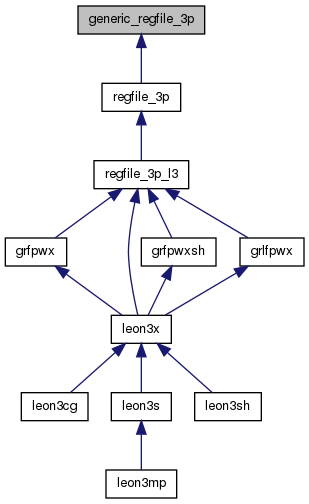 generic_regfile_3p
regfile_3p
regfile_3p_l3
grfpwx
grfpwxsh
grlfpwx
leon3x
leon3cg
leon3s
leon3sh
leon3mp